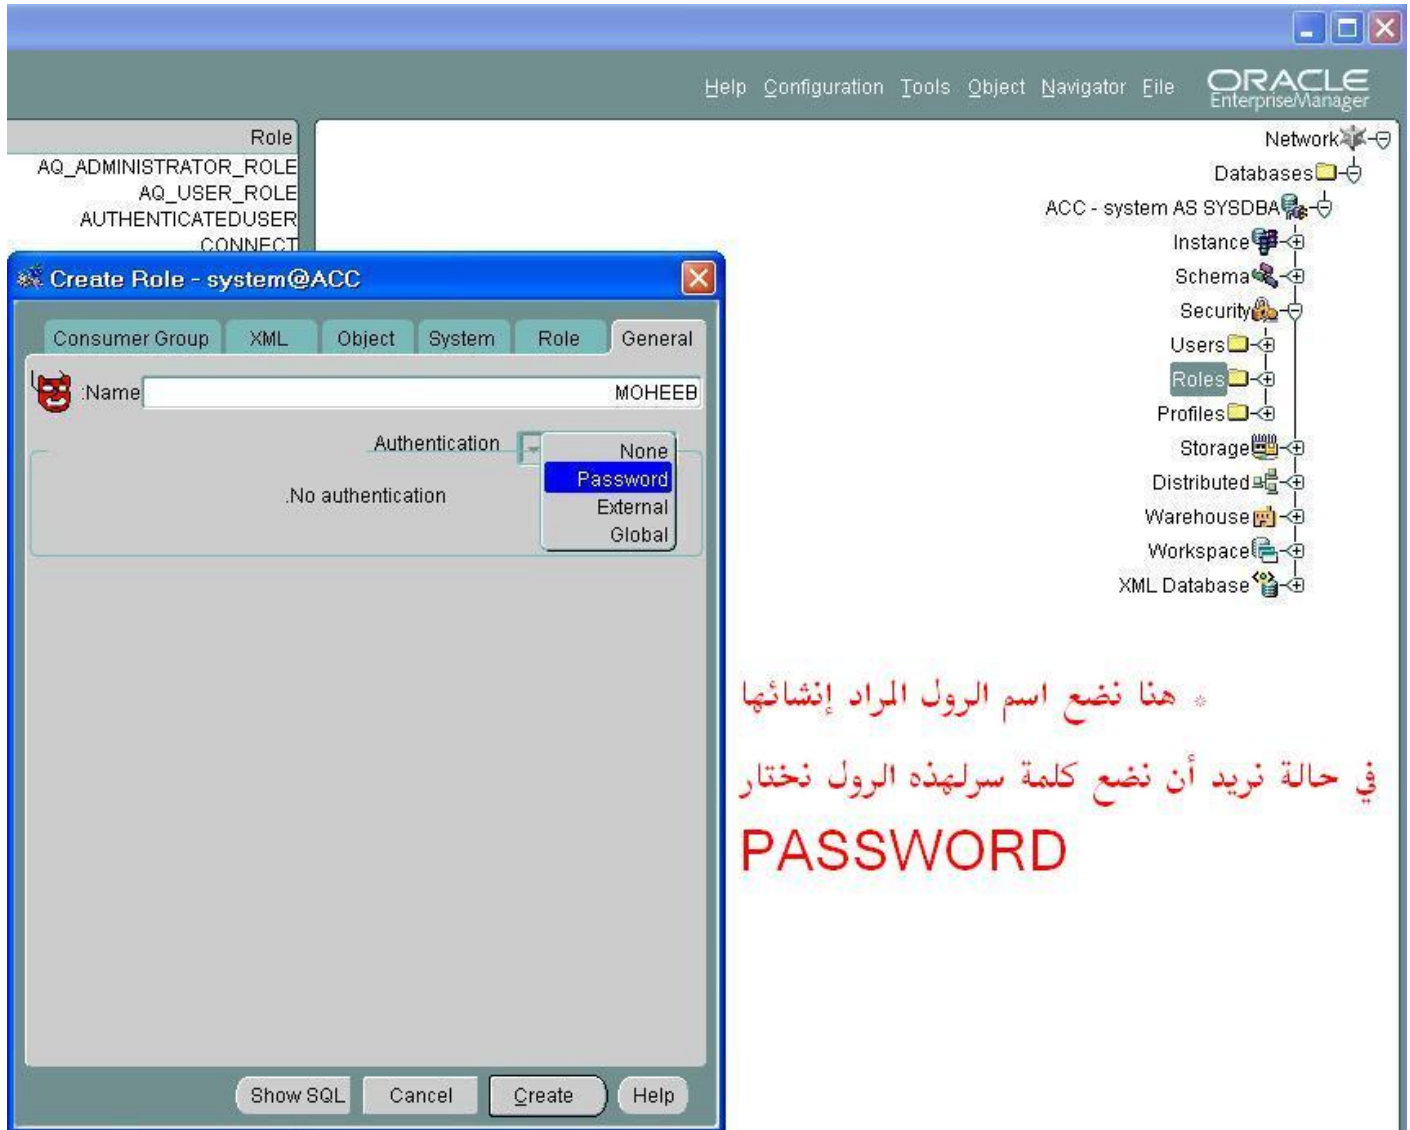 Help Configuration Tools Object Navigator File ORACLE
EnterpriseManager
Role
AQ_ADMINISTRATOR_ROLE
AQ_USER_ROLE
AUTHENTICATEDUSER
CONNECT
Network
Databases
ACC - system AS SYSDBA
Instance
Schema
Security
Users
Roles
Profiles
Storage
Distributed
Warehouse
Workspace
XML Database
Create Role - system@ACC
Consumer Group XML Object System Role General
:Name MOHEEB
Authentication
None
Password
External
Global
.No authentication
Show SQL Cancel Create Help
* هنا نضع اسم الرول المراد إنشائها
في حالة نريد أن نضع كلمة سرلهذه الرول نختار
PASSWORD